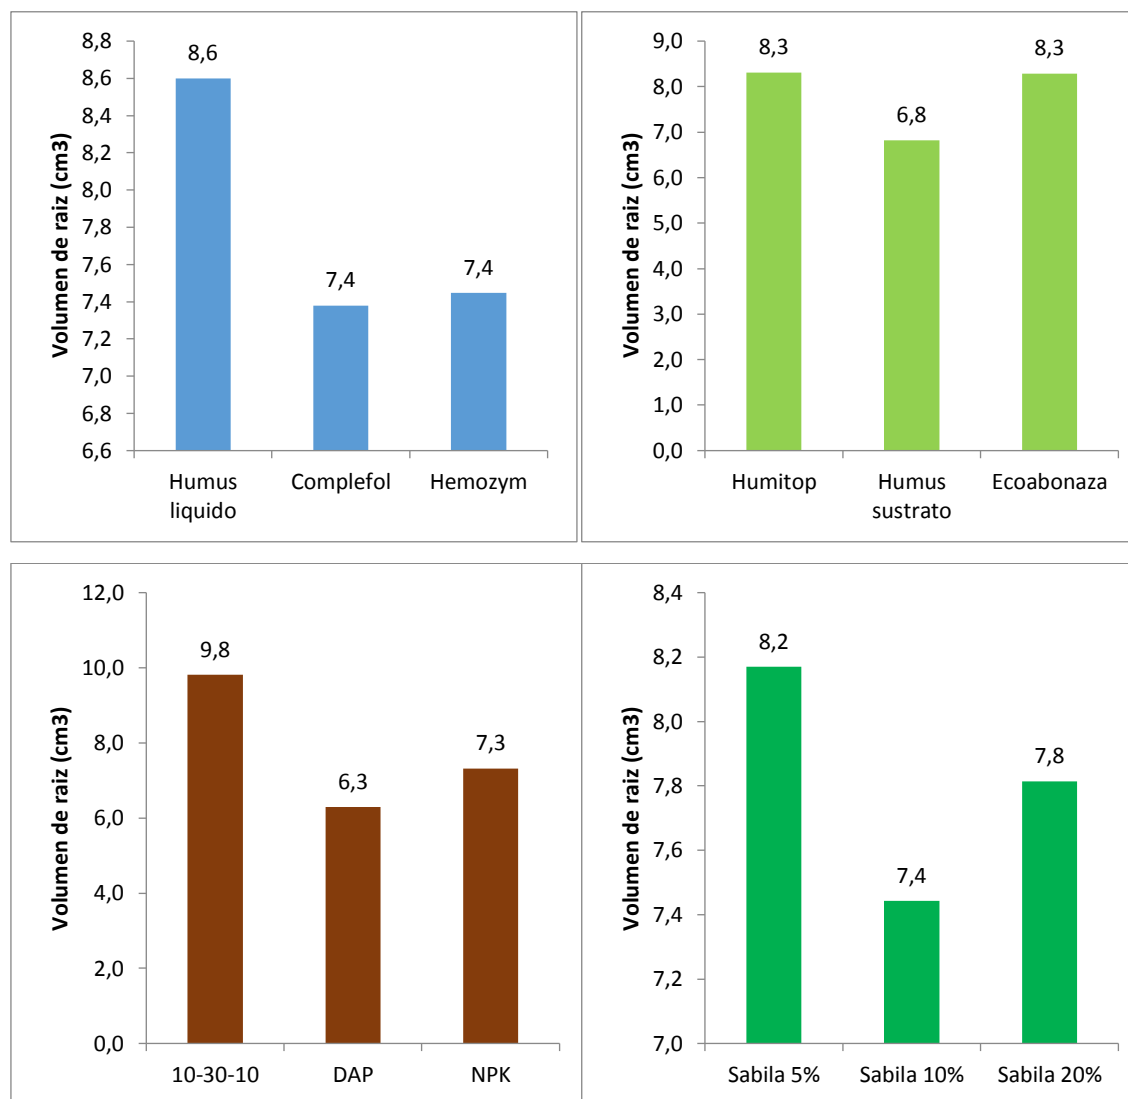 Volumen de raiz (cm3)
8,8
8,6
8,4
8,2
8,0
7,8
7,6
7,4
7,2
7,0
6,8
6,6
8,6
7,4
7,4
Humus
liquido
Complefol
Hemozym
Volumen de raiz (cm3)
9,0
8,0
7,0
6,0
5,0
4,0
3,0
2,0
1,0
0,0
8,3
6,8
8,3
Humitop
Humus
sustrato
Ecoabonaza
Volumen de raiz (cm3)
12,0
10,0
8,0
6,0
4,0
2,0
0,0
9,8
6,3
7,3
10-30-10
DAP
NPK
Volumen de raiz (cm3)
8,4
8,2
8,0
7,8
7,6
7,4
7,2
7,0
8,2
7,4
7,8
Sabila 5%
Sabila 10%
Sabila 20%